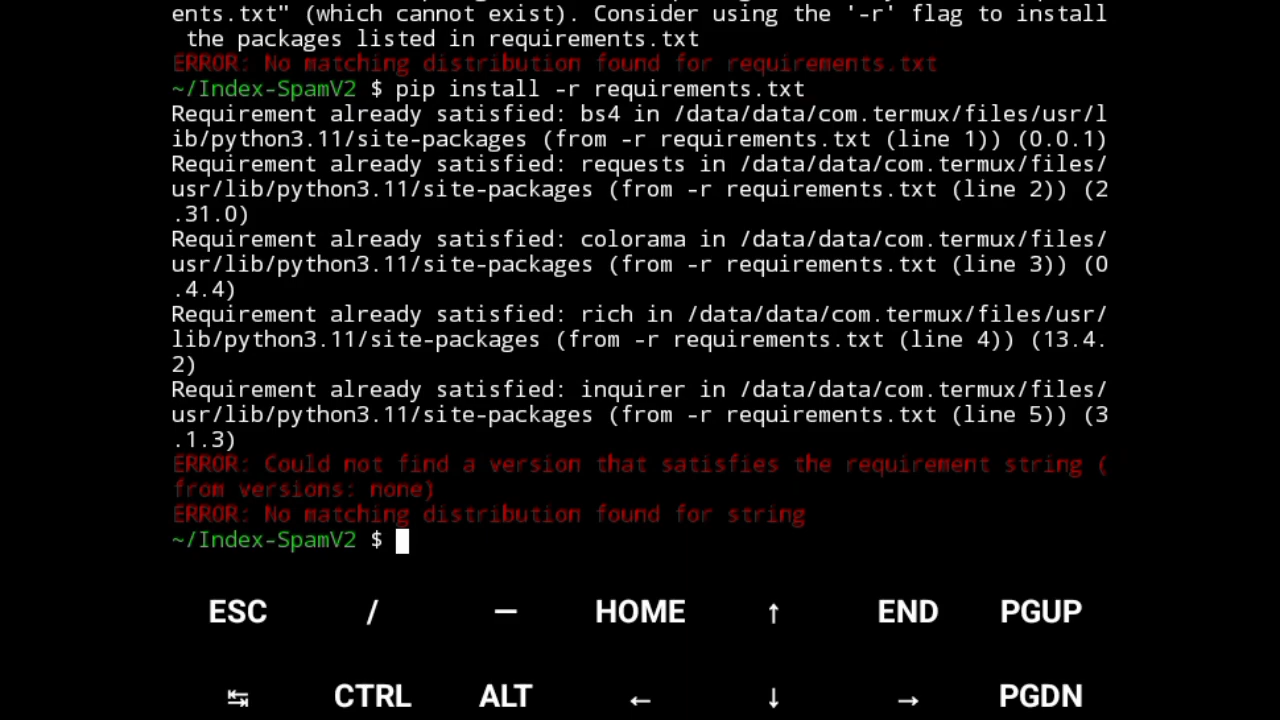 ents.txt" (which cannot exist). Consider using the '-r' flag to install
the packages listed in requirements.txt
ERROR: No matching distribution found for requirements.txt
~/Index-SpamV2 $ pip install -r requirements.txt
Requirement already satisfied: bs4 in /data/data/com.termux/files/usr/l
ib/python3.11/site-packages (from -r requirements.txt (line 1)) (0.0.1)
Requirement already satisfied: requests in /data/data/com.termux/files/
usr/lib/python3.11/site-packages (from -r requirements.txt (line 2)) (2
.31.0)
Requirement already satisfied: colorama in /data/data/com.termux/files/
usr/lib/python3.11/site-packages (from -r requirements.txt (line 3)) (0
.4.4)
Requirement already satisfied: rich in /data/data/com.termux/files/usr/
lib/python3.11/site-packages (from -r requirements.txt (line 4)) (13.4.
2)
Requirement already satisfied: inquirer in /data/data/com.termux/files/
usr/lib/python3.11/site-packages (from -r requirements.txt (line 5)) (3
.1.3)
ERROR: Could not find a version that satisfies the requirement string (
from versions: none)
ERROR: No matching distribution found for string
~/Index-SpamV2 $
ESC / — HOME ↑ END PGUP
↹ CTRL ALT ← ↓ → PGDN